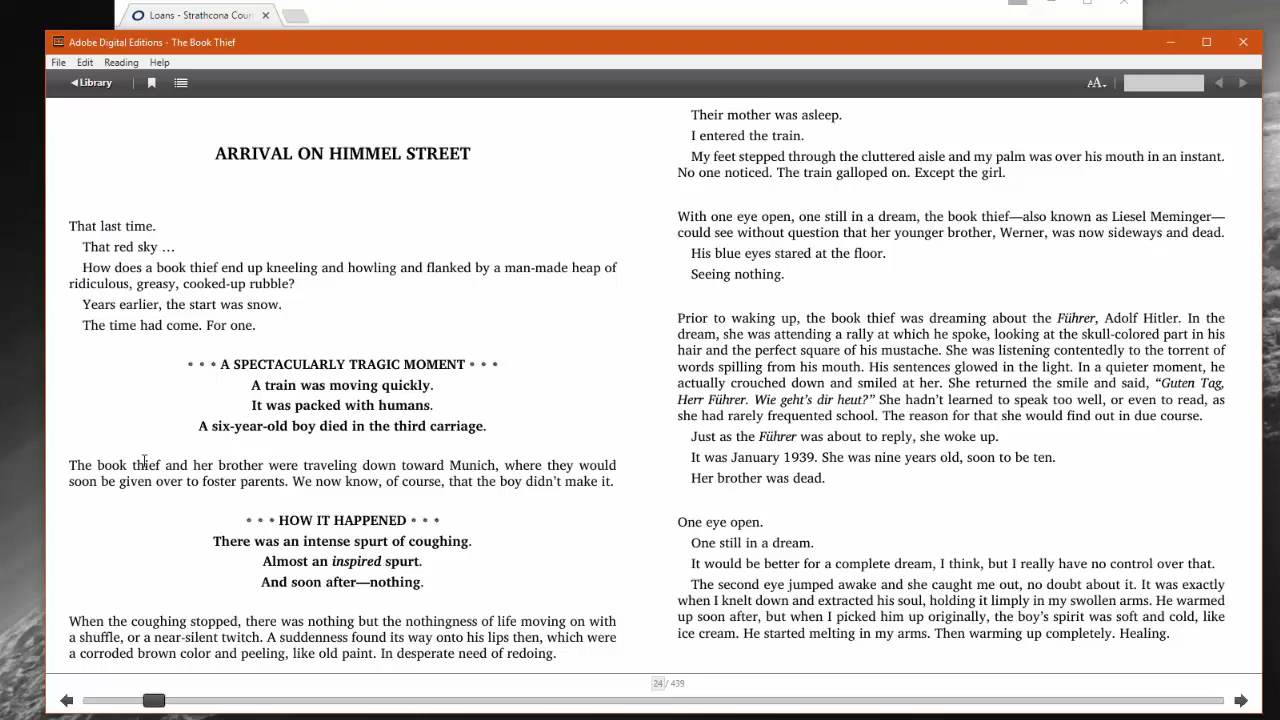 Loans - Strathcona Coun
Adobe Digital Editions - The Book Thief
File Edit Reading Help
Library
AA
ARRIVAL ON HIMMEL STREET
That last time.
That red sky …
How does a book thief end up kneeling and howling and flanked by a man-made heap of
ridiculous, greasy, cooked-up rubble?
Years earlier, the start was snow.
The time had come. For one.
* * * A SPECTACULARLY TRAGIC MOMENT * * *
A train was moving quickly.
It was packed with humans.
A six-year-old boy died in the third carriage.
The book thief and her brother were traveling down toward Munich, where they would
soon be given over to foster parents. We now know, of course, that the boy didn’t make it.
* * * HOW IT HAPPENED * * *
There was an intense spurt of coughing.
Almost an inspired spurt.
And soon after—nothing.
When the coughing stopped, there was nothing but the nothingness of life moving on with
a shuffle, or a near-silent twitch. A suddenness found its way onto his lips then, which were
a corroded brown color and peeling, like old paint. In desperate need of redoing.
Their mother was asleep.
I entered the train.
My feet stepped through the cluttered aisle and my palm was over his mouth in an instant.
No one noticed. The train galloped on. Except the girl.
With one eye open, one still in a dream, the book thief—also known as Liesel Meminger—
could see without question that her younger brother, Werner, was now sideways and dead.
His blue eyes stared at the floor.
Seeing nothing.
Prior to waking up, the book thief was dreaming about the Führer, Adolf Hitler. In the
dream, she was attending a rally at which he spoke, looking at the skull-colored part in his
hair and the perfect square of his mustache. She was listening contentedly to the torrent of
words spilling from his mouth. His sentences glowed in the light. In a quieter moment, he
actually crouched down and smiled at her. She returned the smile and said, “Guten Tag,
Herr Führer. Wie geht’s dir heut?” She hadn’t learned to speak too well, or even to read, as
she had rarely frequented school. The reason for that she would find out in due course.
Just as the Führer was about to reply, she woke up.
It was January 1939. She was nine years old, soon to be ten.
Her brother was dead.
One eye open.
One still in a dream.
It would be better for a complete dream, I think, but I really have no control over that.
The second eye jumped awake and she caught me out, no doubt about it. It was exactly
when I knelt down and extracted his soul, holding it limply in my swollen arms. He warmed
up soon after, but when I picked him up originally, the boy’s spirit was soft and cold, like
ice cream. He started melting in my arms. Then warming up completely. Healing.
24 / 439